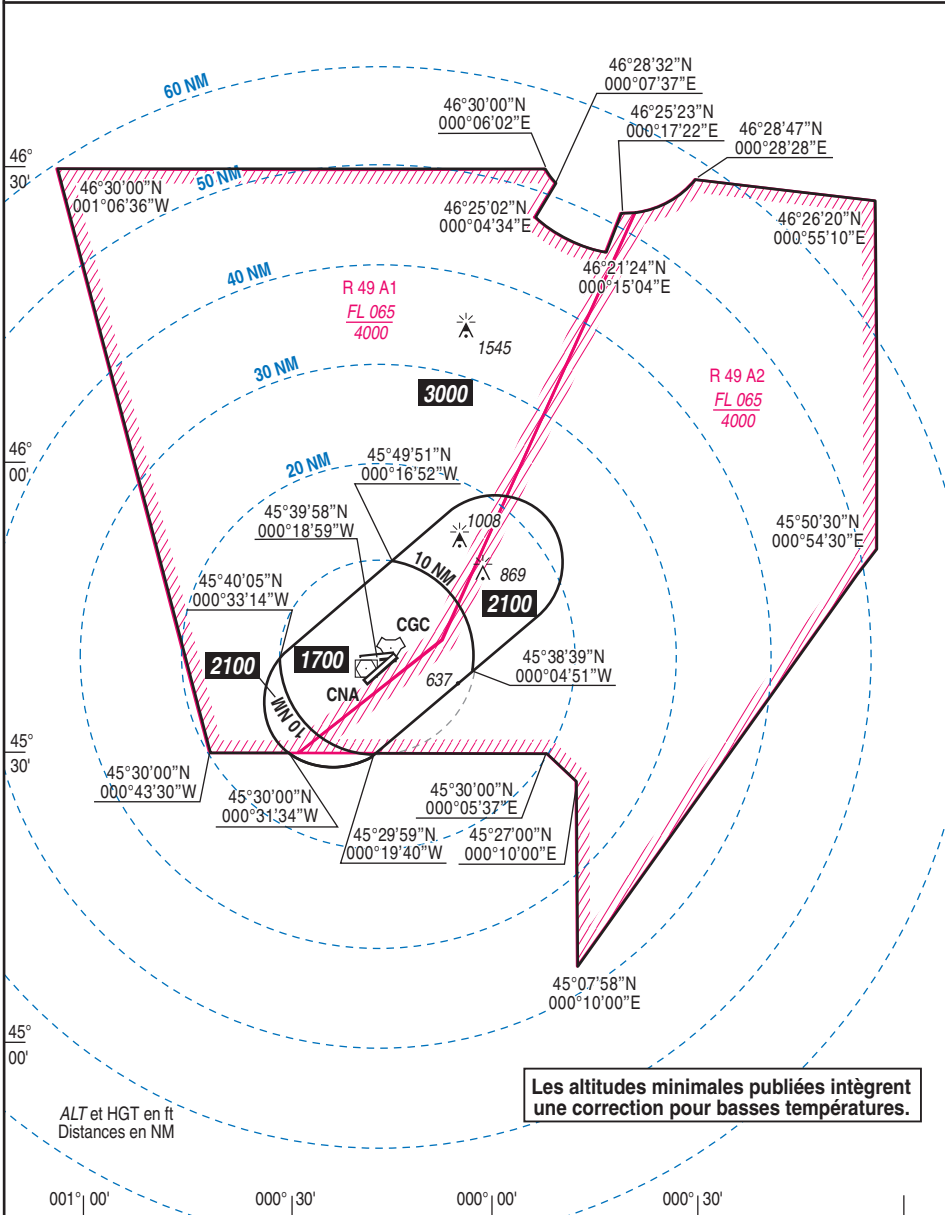 60 NM
46°28'32"N
000°07'37"E
46°30'00"N
000°06'02"E
46°25'23"N
000°17'22"E
46°28'47"N
000°28'28"E
46°
30'
46°30'00"N
001°06'36"W
50 NM
46°25'02"N
000°04'34"E
46°26'20"N
000°55'10"E
46°21'24"N
000°15'04"E
40 NM
R 49 A1
FL 065
4000
1545
30 NM
3000
R 49 A2
FL 065
4000
46°
00'
20 NM
45°49'51"N
000°16'52"W
45°39'58"N
000°18'59"W
1008
45°50'30"N
000°54'30"E
10 NM
869
45°40'05"N
000°33'14"W
2100
CGC
2100
1700
45°38'39"N
000°04'51"W
CNA
637
10 NM
45°
30'
45°30'00"N
000°43'30"W
45°30'00"N
000°31'34"W
45°30'00"N
000°05'37"E
45°29'59"N
000°19'40"W
45°27'00"N
000°10'00"E
45°07'58"N
000°10'00"E
45°
00'
Les altitudes minimales publiées intègrent
une correction pour basses températures.
ALT et HGT en ft
Distances en NM
001° 00'
000° 30'
000° 00'
000° 30'